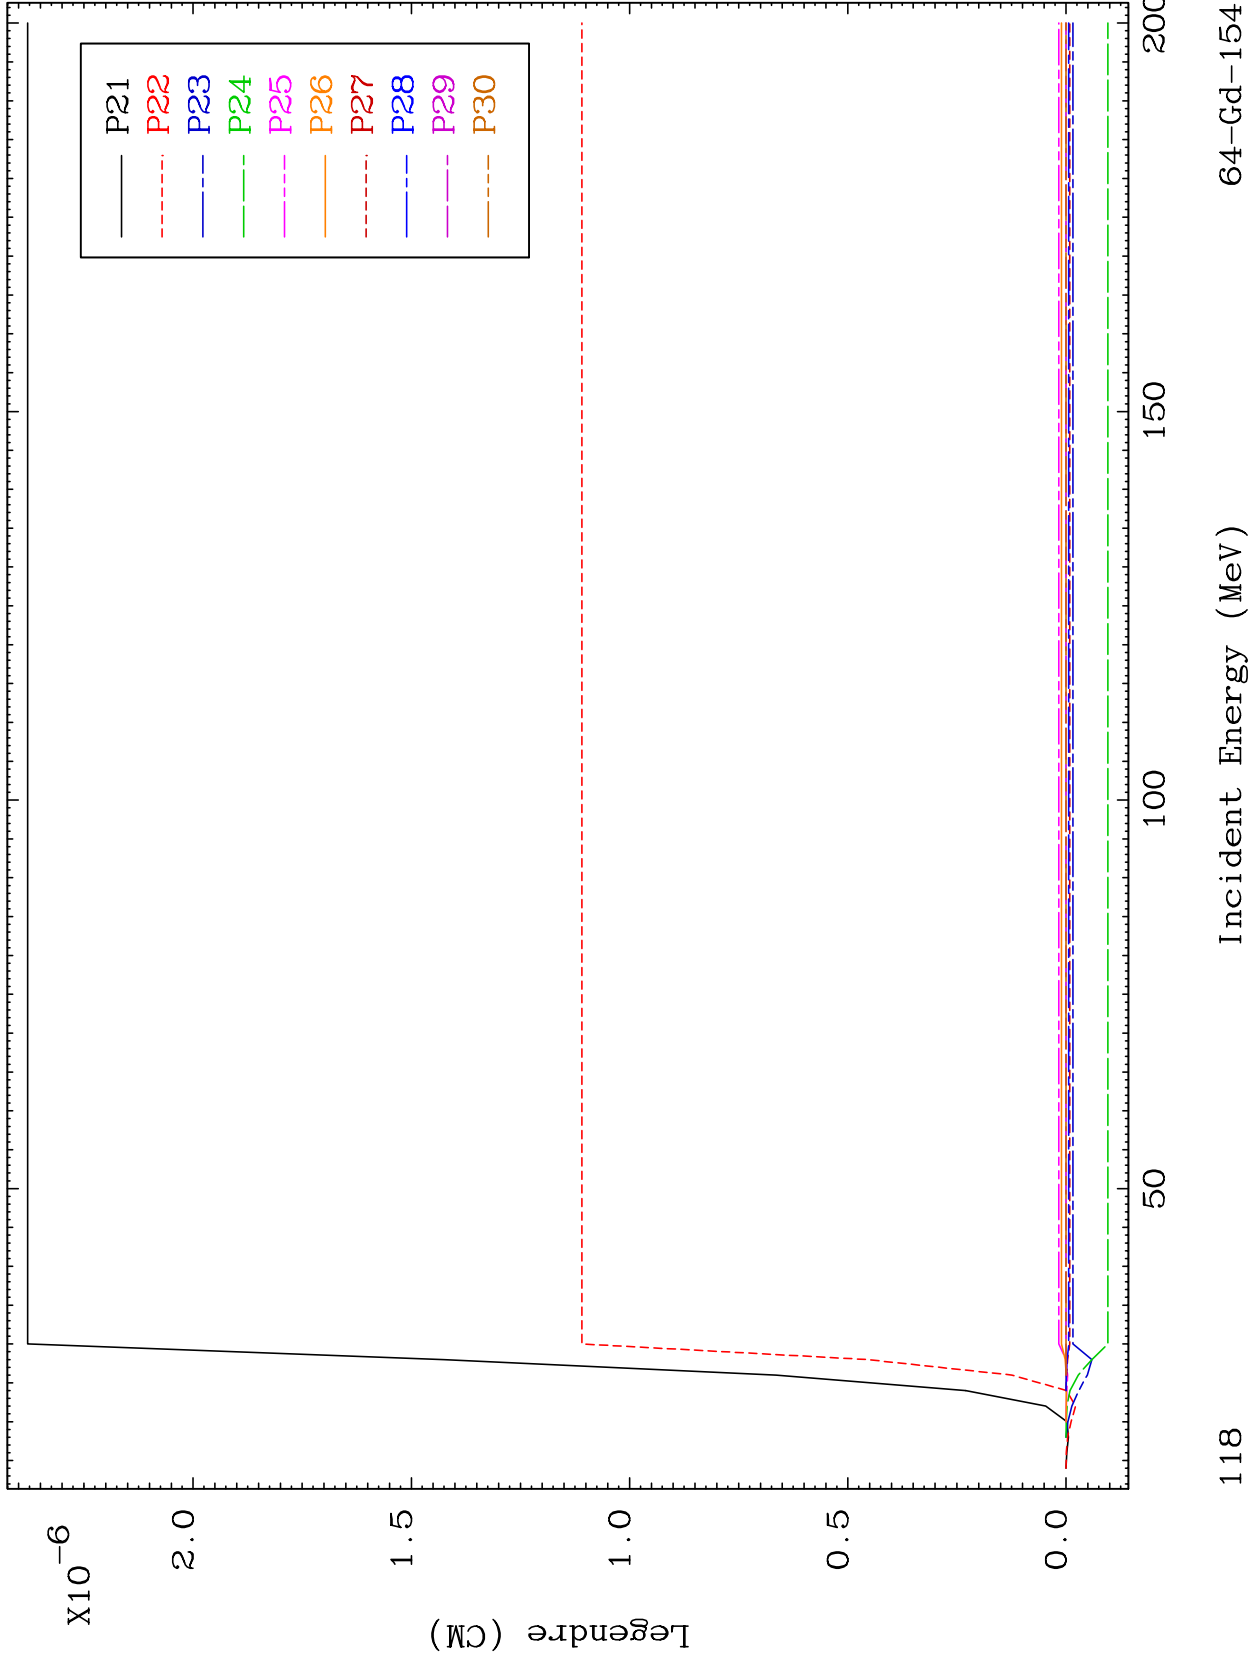 X10-6
2.0
1.5
1.0
0.5
0.0
Legendre (CM)
P21
P22
P23
P24
P25
P26
P27
P28
P29
P30
50
100
150
200
Incident Energy (MeV)
118
64-Gd-154